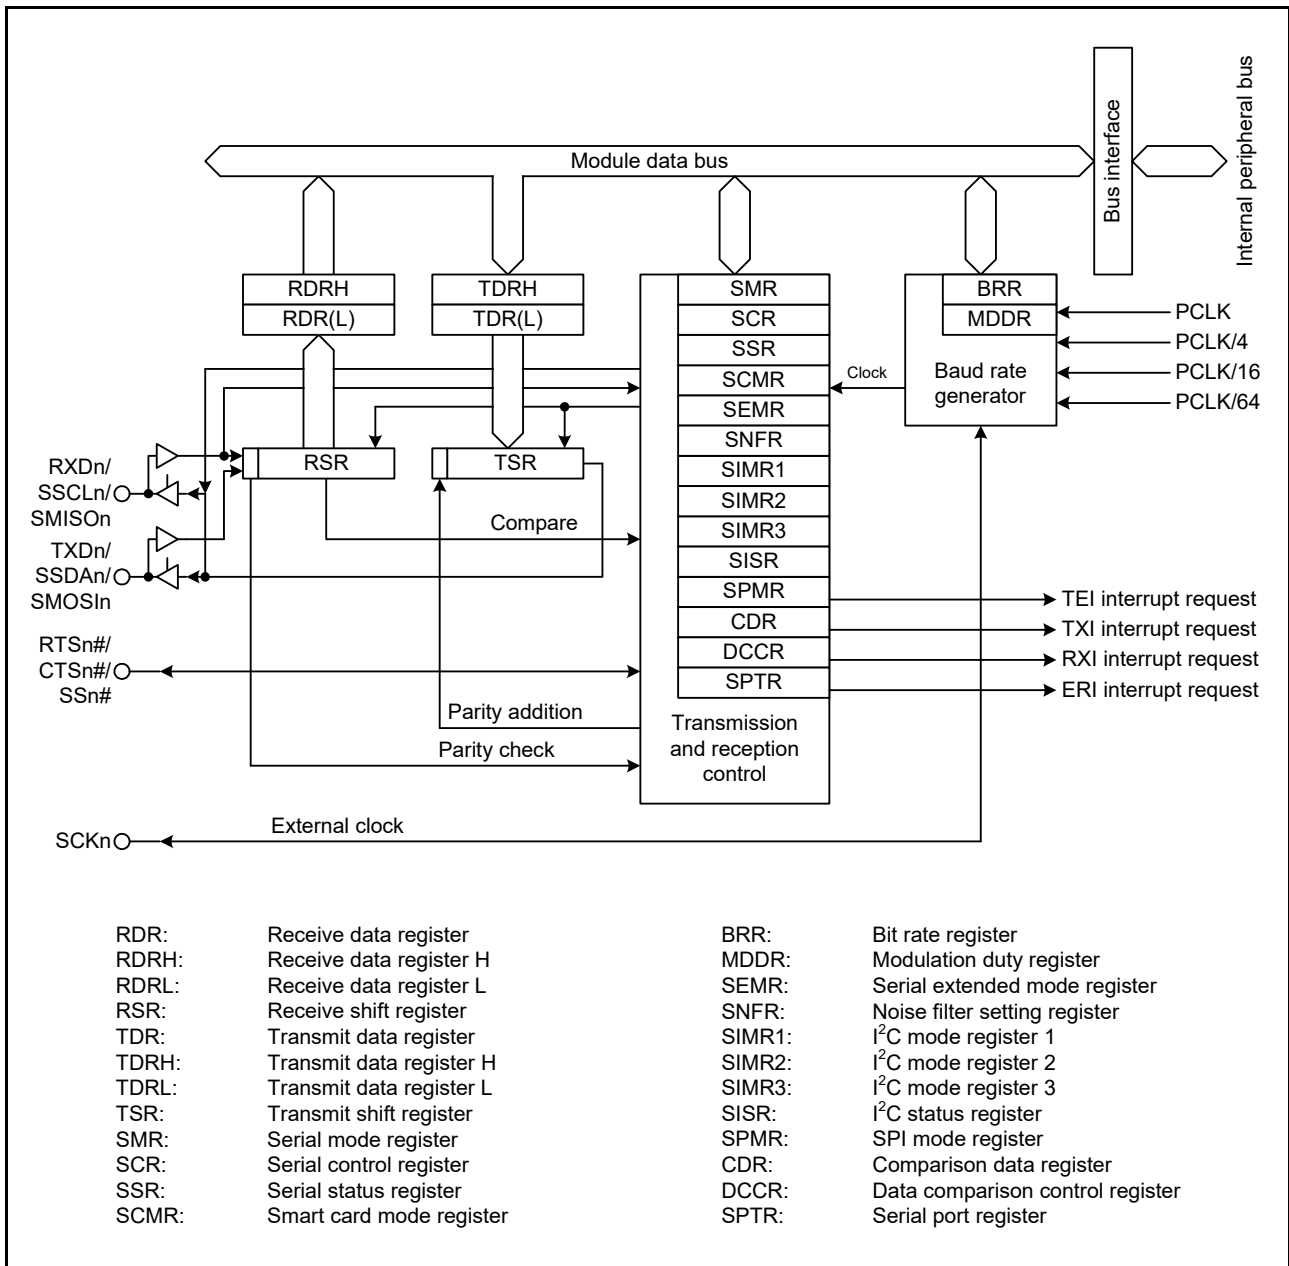 Internal peripheral bus
Bus interface
Module data bus
RDRH
RDR(L)
TDRH
TDR(L)
SMR
SCR
SSR
SCMR
SEMR
SNFR
SIMR1
SIMR2
SIMR3
SISR
SPMR
CDR
DCCR
SPTR
Transmission
and reception
control
BRR
MDDR
Baud rate
generator
Clock
PCLK
PCLK/4
PCLK/16
PCLK/64
RSR
TSR
RXDn/
SSCLn/
SMISOn
TXDn/
SSDAn/
SMOSIn
Compare
RTSn#/
CTSn#/
SSn#
Parity addition
Parity check
TEI interrupt request
TXI interrupt request
RXI interrupt request
ERI interrupt request
SCKn
External clock
RDR: Receive data register
RDRH: Receive data register H
RDRL: Receive data register L
RSR: Receive shift register
TDR: Transmit data register
TDRH: Transmit data register H
TDRL: Transmit data register L
TSR: Transmit shift register
SMR: Serial mode register
SCR: Serial control register
SSR: Serial status register
SCMR: Smart card mode register
BRR: Bit rate register
MDDR: Modulation duty register
SEMR: Serial extended mode register
SNFR: Noise filter setting register
SIMR1: I²C mode register 1
SIMR2: I²C mode register 2
SIMR3: I²C mode register 3
SISR: I²C status register
SPMR: SPI mode register
CDR: Comparison data register
DCCR: Data comparison control register
SPTR: Serial port register